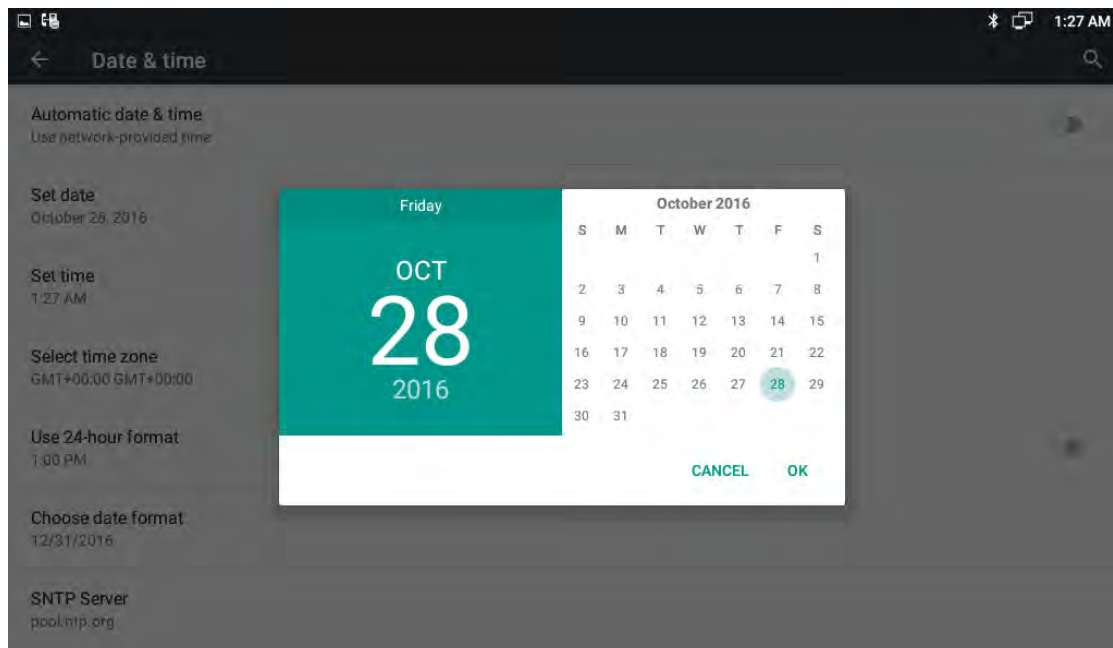 1:27 AM
Date & time
Automatic date & time
Use network-provided time
Set date
October 28, 2016
Set time
1:27 AM
Select time zone
GMT+00:00 GMT+00:00
Use 24-hour format
1:00 PM
Choose date format
12/31/2016
SNTP Server
pool.ntp.org
Friday
OCT
28
2016
October 2016
S M T W T F S
1
2 3 4 5 6 7 8
9 10 11 12 13 14 15
16 17 18 19 20 21 22
23 24 25 26 27 28 29
30 31
CANCEL OK